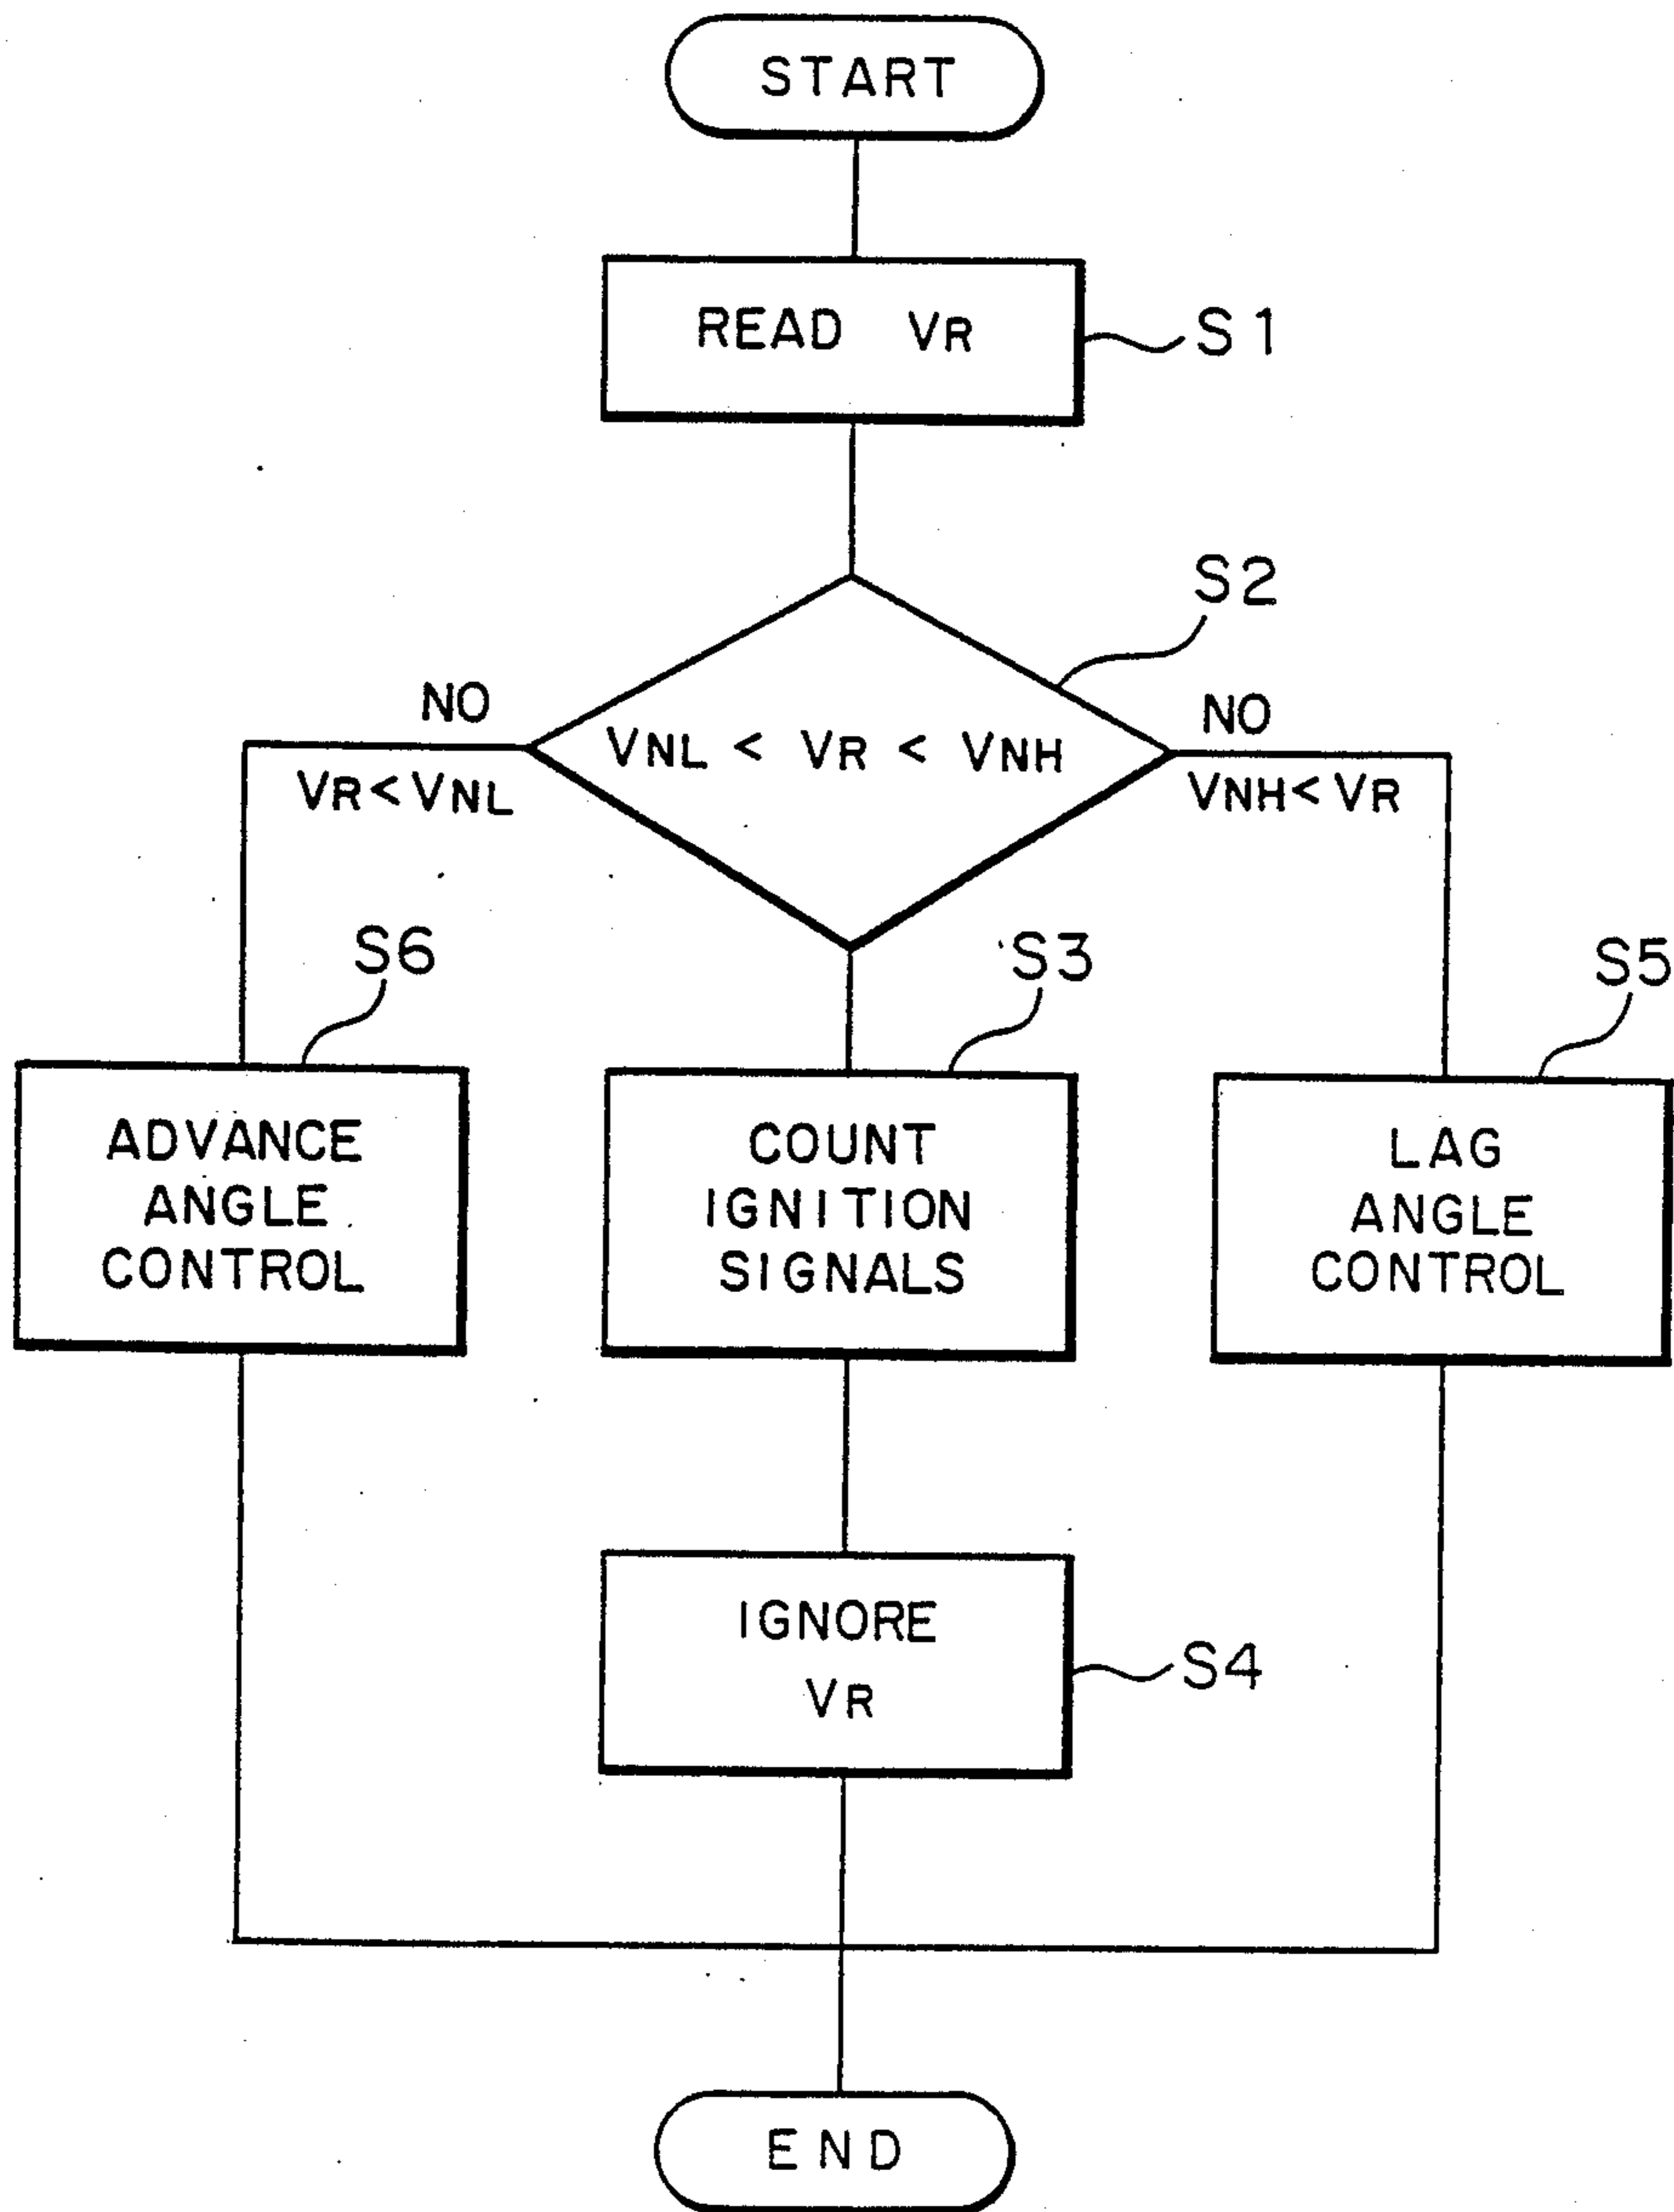 START
READ VR
S1
S2
NO
NO
VNL < VR < VNH
VR < VNL
VNH < VR
S6
S3
S5
ADVANCE
ANGLE
CONTROL
COUNT
IGNITION
SIGNALS
LAG
ANGLE
CONTROL
IGNORE
VR
S4
END